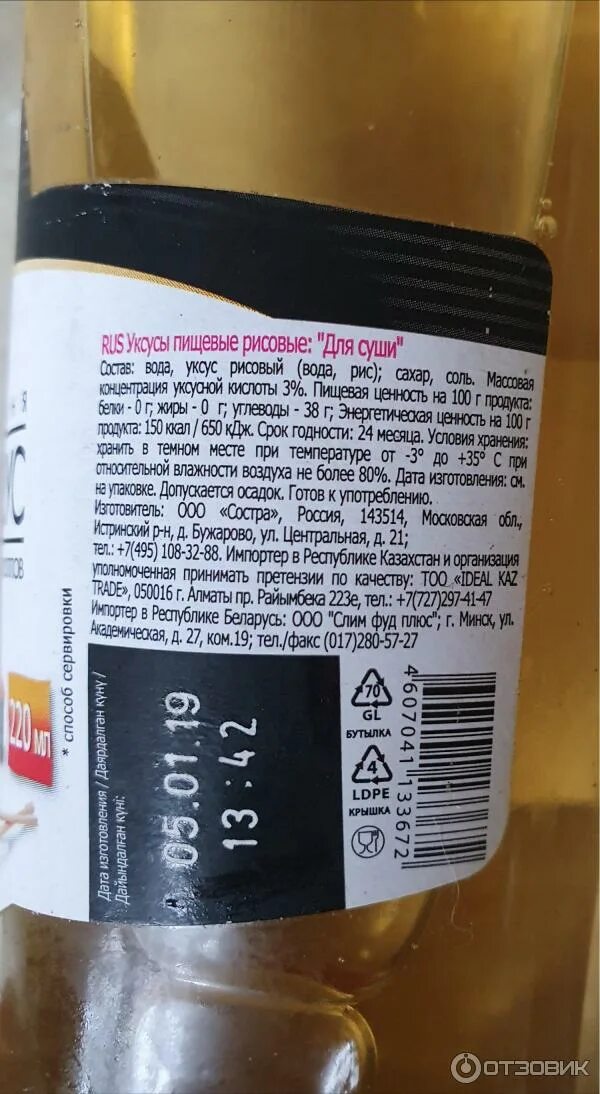 RUS Уксусы пищевые рисовые: "Для суши"
Состав: вода, уксус рисовый (вода, рис); сахар, соль. Массовая
концентрация уксусной кислоты 3%. Пищевая ценность на 100 г продукта:
белки - 0 г; жиры - 0 г; углеводы - 38 г; Энергетическая ценность на 100 г
продукта: 150 ккал / 650 кДж. Срок годности: 24 месяца. Условия хранения:
хранить в темном месте при температуре от -3° до +35° С при
относительной влажности воздуха не более 80%. Дата изготовления: см.
на упаковке. Допускается осадок. Готов к употреблению.
Изготовитель: ООО «Состра», Россия, 143514, Московская обл.,
Истринский р-н, д. Бужарово, ул. Центральная, д. 21;
тел.: +7(495) 108-32-88. Импортер в Республике Казахстан и организация
уполномоченная принимать претензии по качеству: ТОО «IDEAL KAZ
TRADE», 050016 г. Алматы пр. Райымбека 223е, тел.: +7(727)297-41-47
Импортер в Республике Беларусь: ООО "Слим фуд плюс"; г. Минск, ул.
Академическая, д. 27, ком.19; тел./факс (017)280-57-27
* способ сервировки
220 мл
Дата изготовления / Даярдалган күнү /
Дайындалған күні:
05.01.19
13:42
70
GL
БУТЫЛКА
4
LDPE
КРЫШКА
4607041133672
ОТЗОВИК